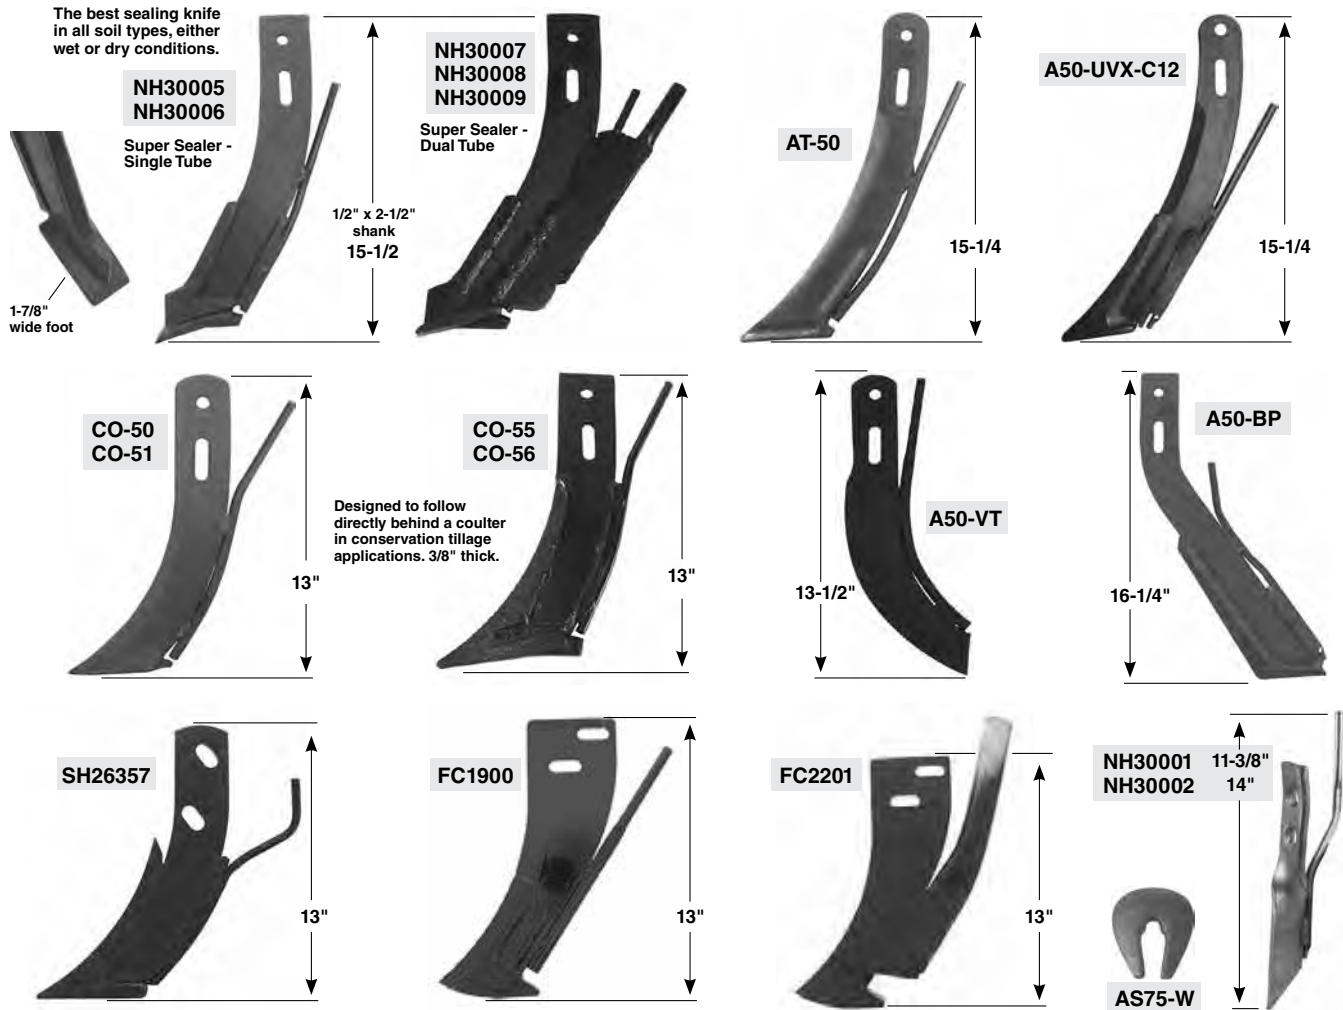 The best sealing knife
in all soil types, either
wet or dry conditions.
NH30005
NH30006
Super Sealer -
Single Tube
1-7/8"
wide foot
NH30007
NH30008
NH30009
Super Sealer -
Dual Tube
1/2" x 2-1/2"
shank
15-1/2
AT-50
15-1/4
A50-UVX-C12
15-1/4
CO-50
CO-51
13"
CO-55
CO-56
Designed to follow
directly behind a coulter
in conservation tillage
applications. 3/8" thick.
13"
A50-VT
13-1/2"
A50-BP
16-1/4"
SH26357
13"
FC1900
13"
FC2201
13"
NH30001 11-3/8"
NH30002 14"
AS75-W